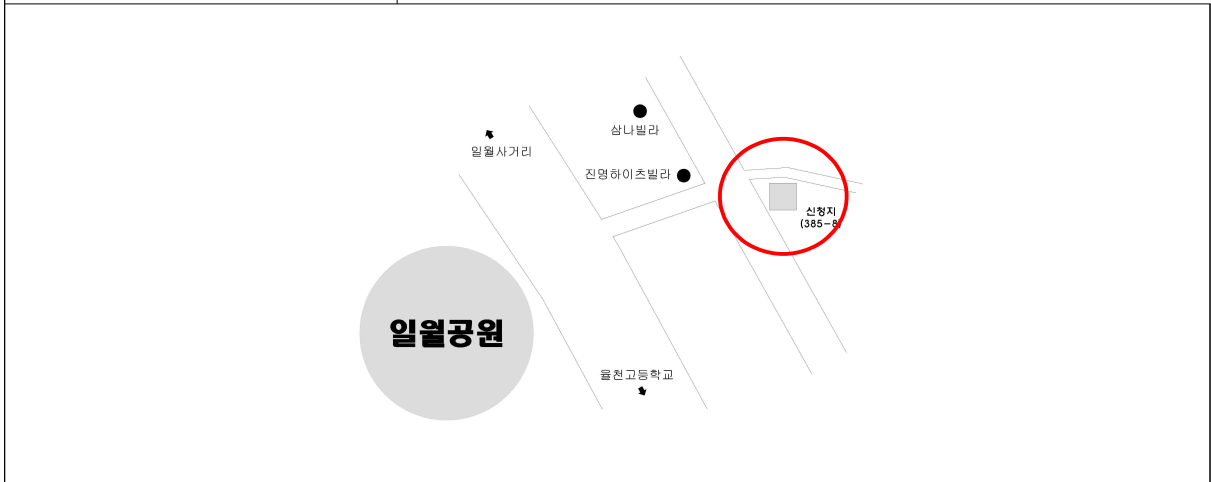 삼나빌라
일월사거리
진명하이츠빌라
신청지
(385-8)
일월공원
율천고등학교